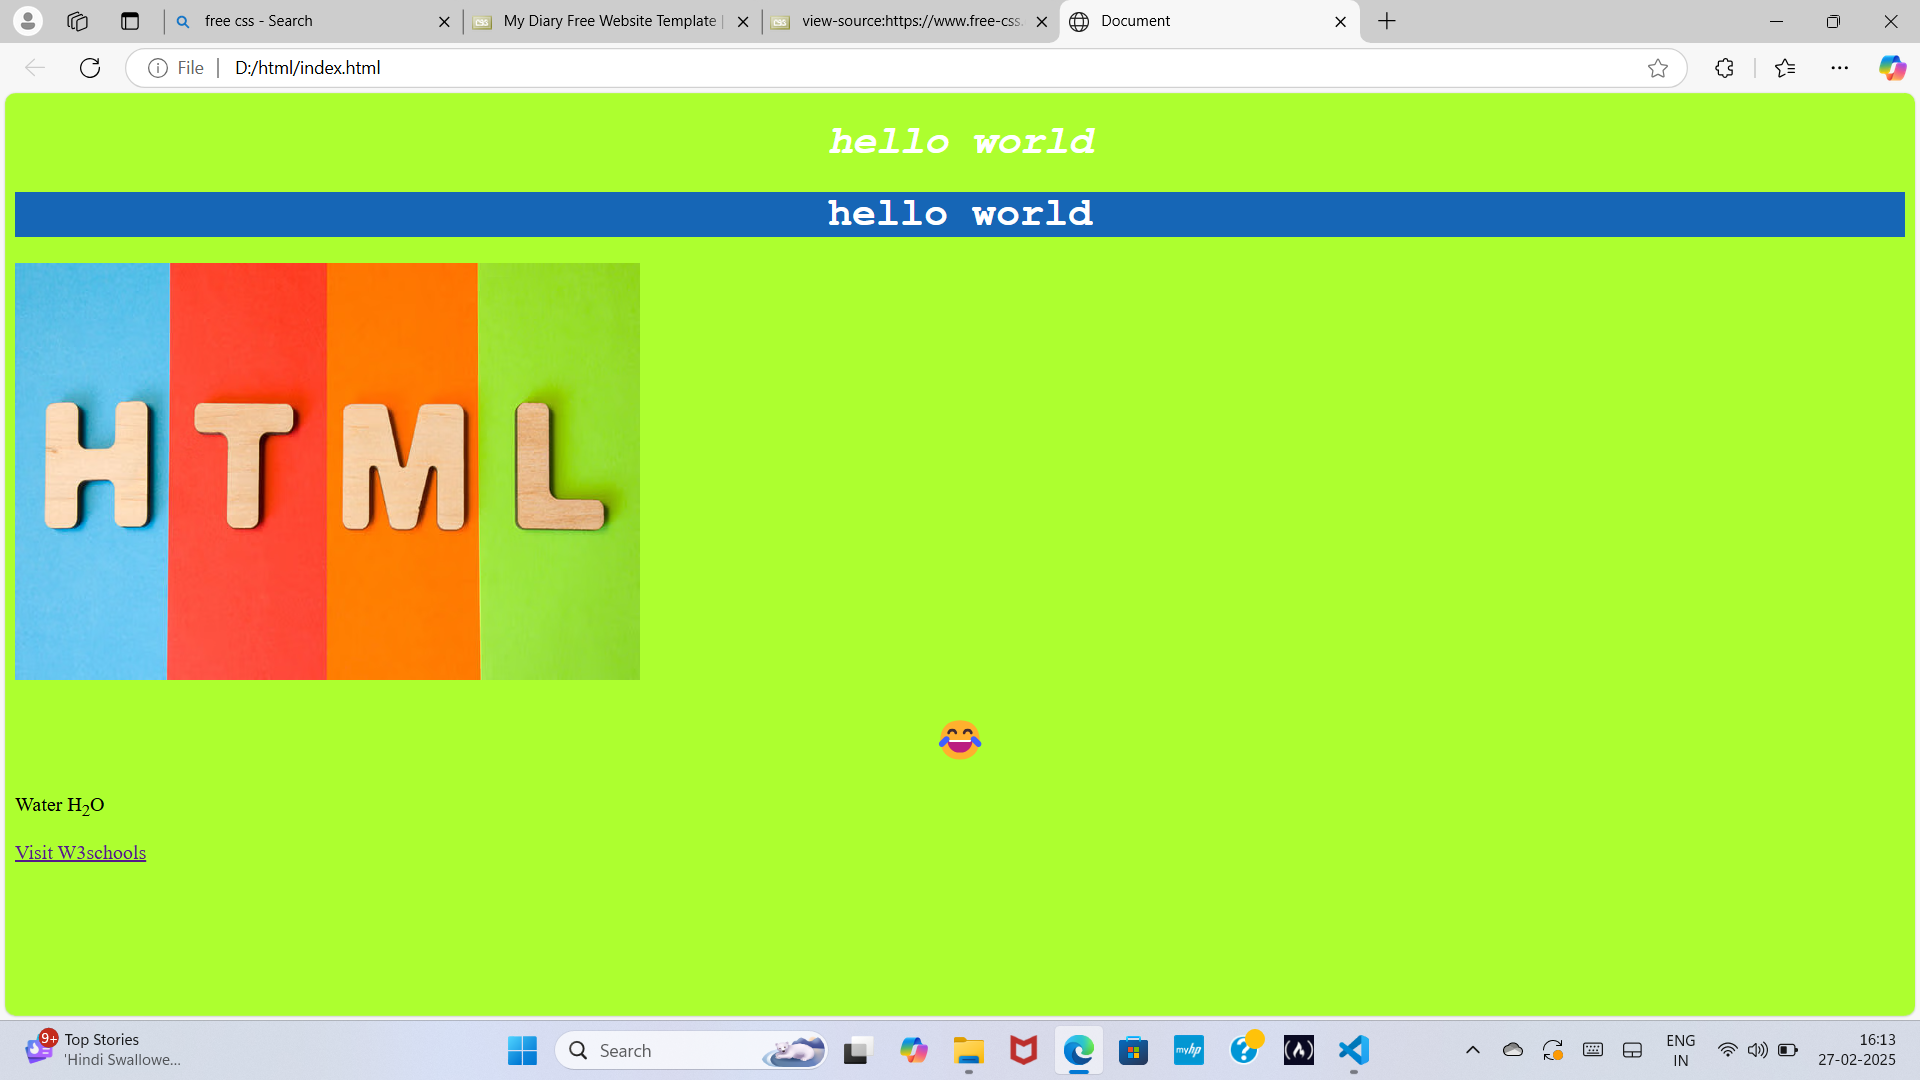 free css - Search
My Diary Free Website Template |
view-source:https://www.free-css.
Document
File
D:/html/index.html
hello world
hello world
HTML
Water H₂O
Visit W3schools
9+
Top Stories
'Hindi Swallowe...
Search
myhp
ENG
IN
16:13
27-02-2025